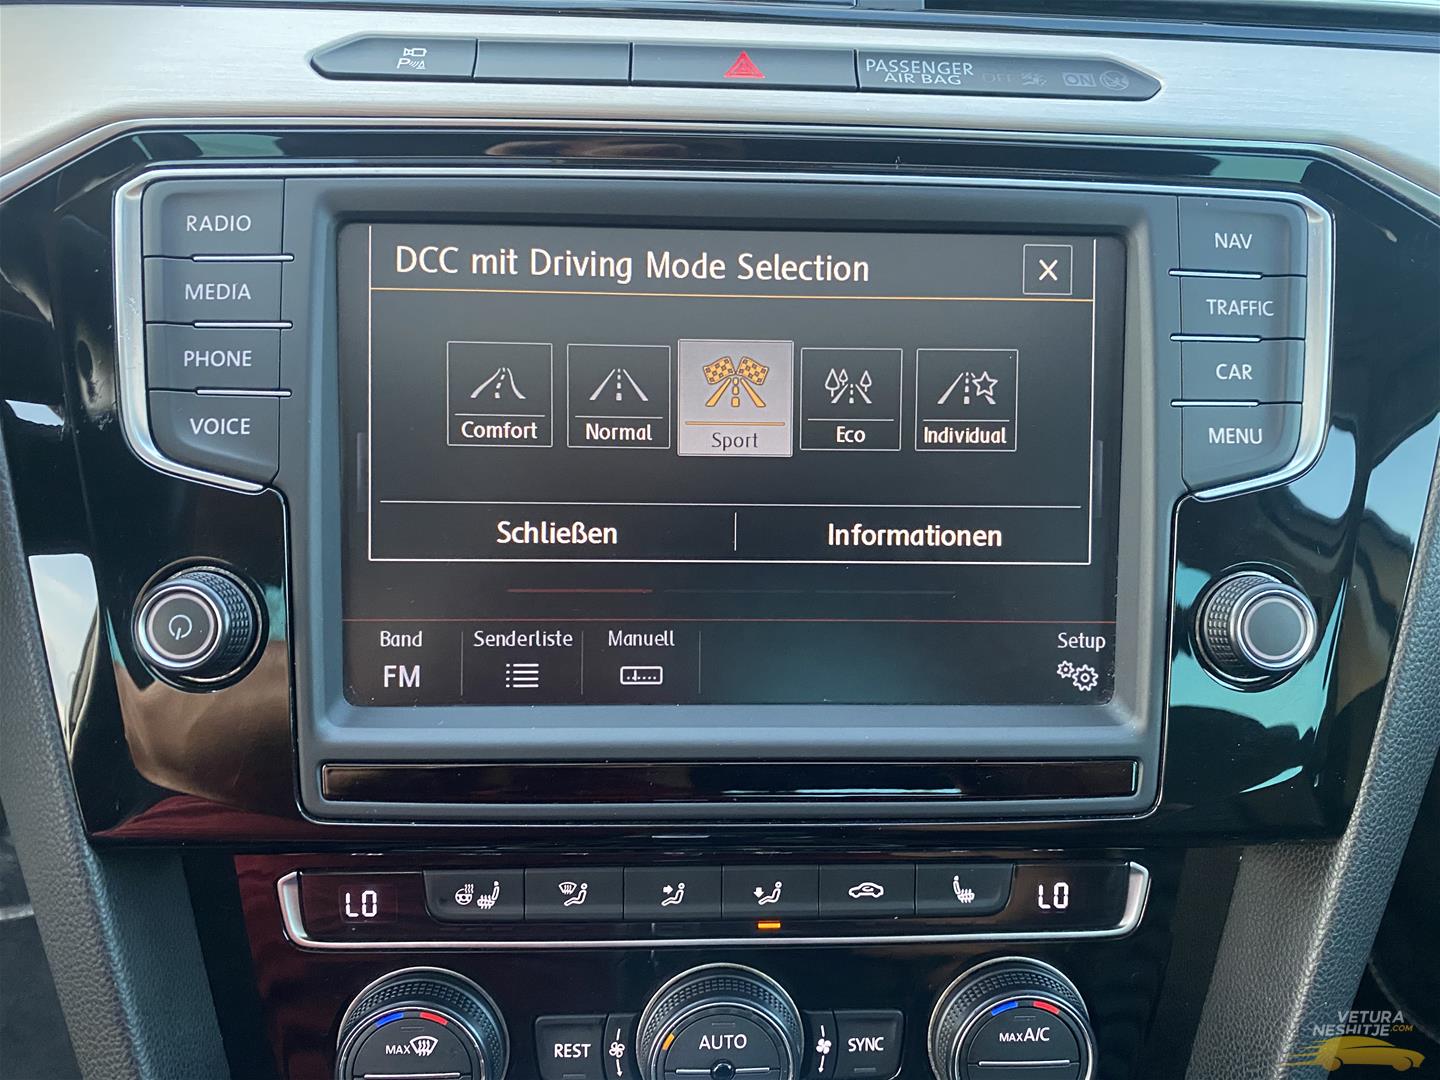 P
PASSENGER
AIR BAG
OFF
ON
RADIO
MEDIA
PHONE
VOICE
DCC mit Driving Mode Selection
X
Comfort
Normal
Sport
Eco
Individual
Schließen
Informationen
Band
FM
Senderliste
Manuell
Setup
NAV
TRAFFIC
CAR
MENU
LO
LO
MAX
REST
AUTO
SYNC
MAX A/C
VETURA
NESHITJE.COM